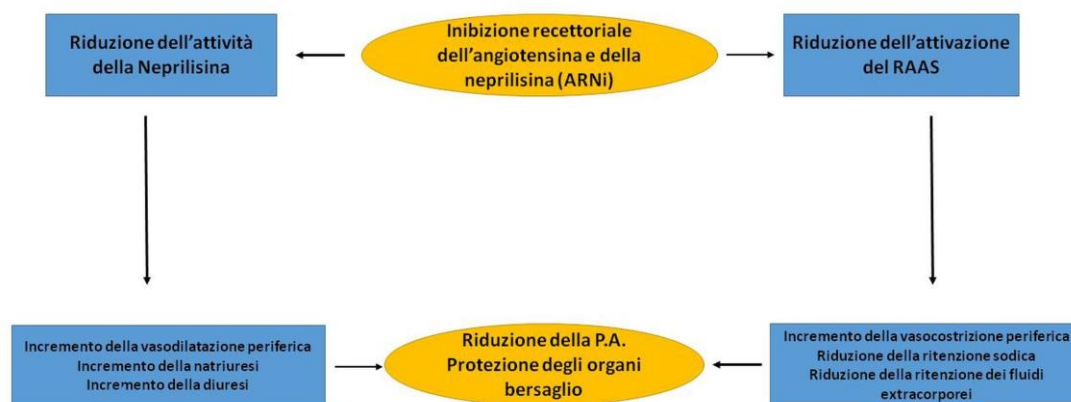 Riduzione dell'attività
della Neprilisina
Inibizione recettoriale
dell'angiotensina e della
neprilisina (ARNi)
Riduzione dell'attivazione
del RAAS
Incremento della vasodilatazione periferica
Incremento della natriuresi
Incremento della diuresi
Riduzione della P.A.
Protezione degli organi
bersaglio
Incremento della vasocostrizione periferica
Riduzione della ritenzione sodica
Riduzione della ritenzione dei fluidi
extracorporei